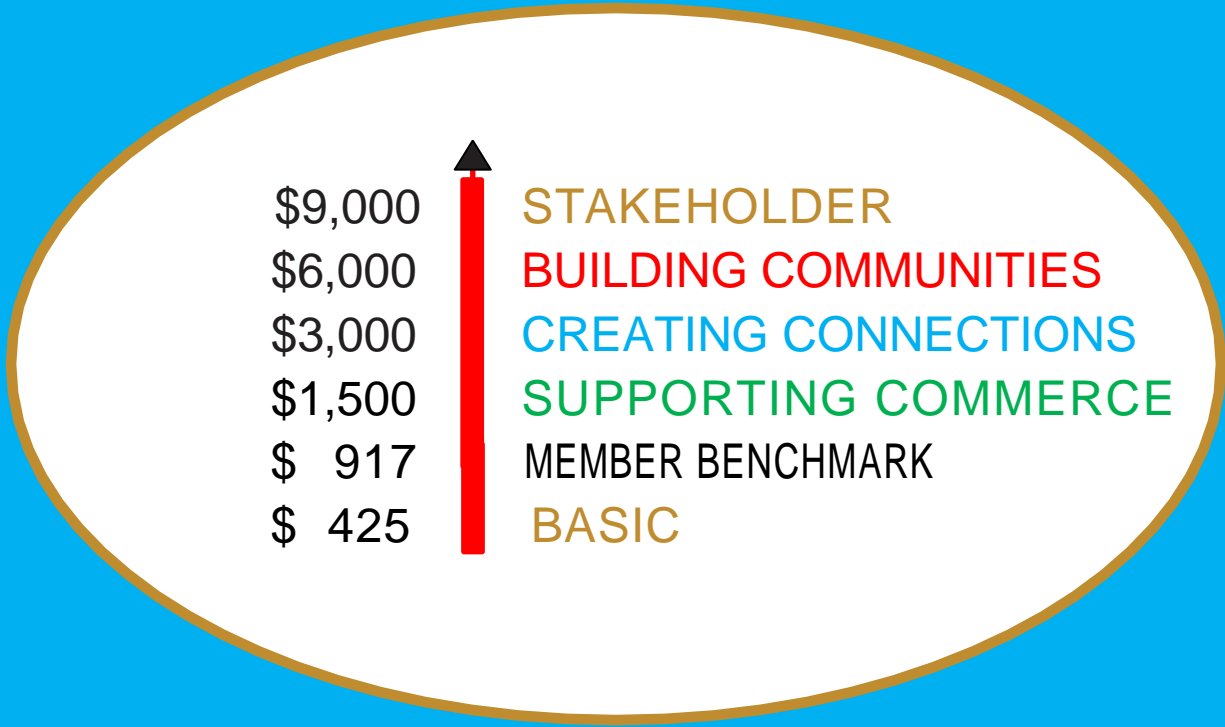 $9,000 STAKEHOLDER
$6,000 BUILDING COMMUNITIES
$3,000 CREATING CONNECTIONS
$1,500 SUPPORTING COMMERCE
$ 917 MEMBER BENCHMARK
$ 425 BASIC